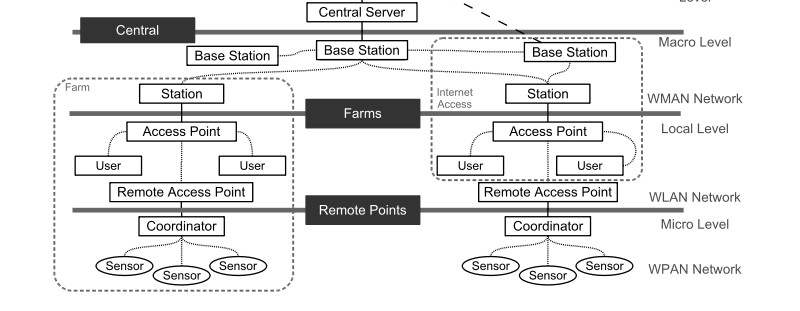 Level
Central Server
Central
Base Station
Base Station
Base Station
Macro Level
Farm
Station
Internet
Access
Station
WMAN Network
Farms
Access Point
Access Point
Local Level
User
User
User
User
Remote Access Point
Remote Access Point
WLAN Network
Remote Points
Coordinator
Coordinator
Micro Level
Sensor
Sensor
Sensor
Sensor
Sensor
Sensor
WPAN Network